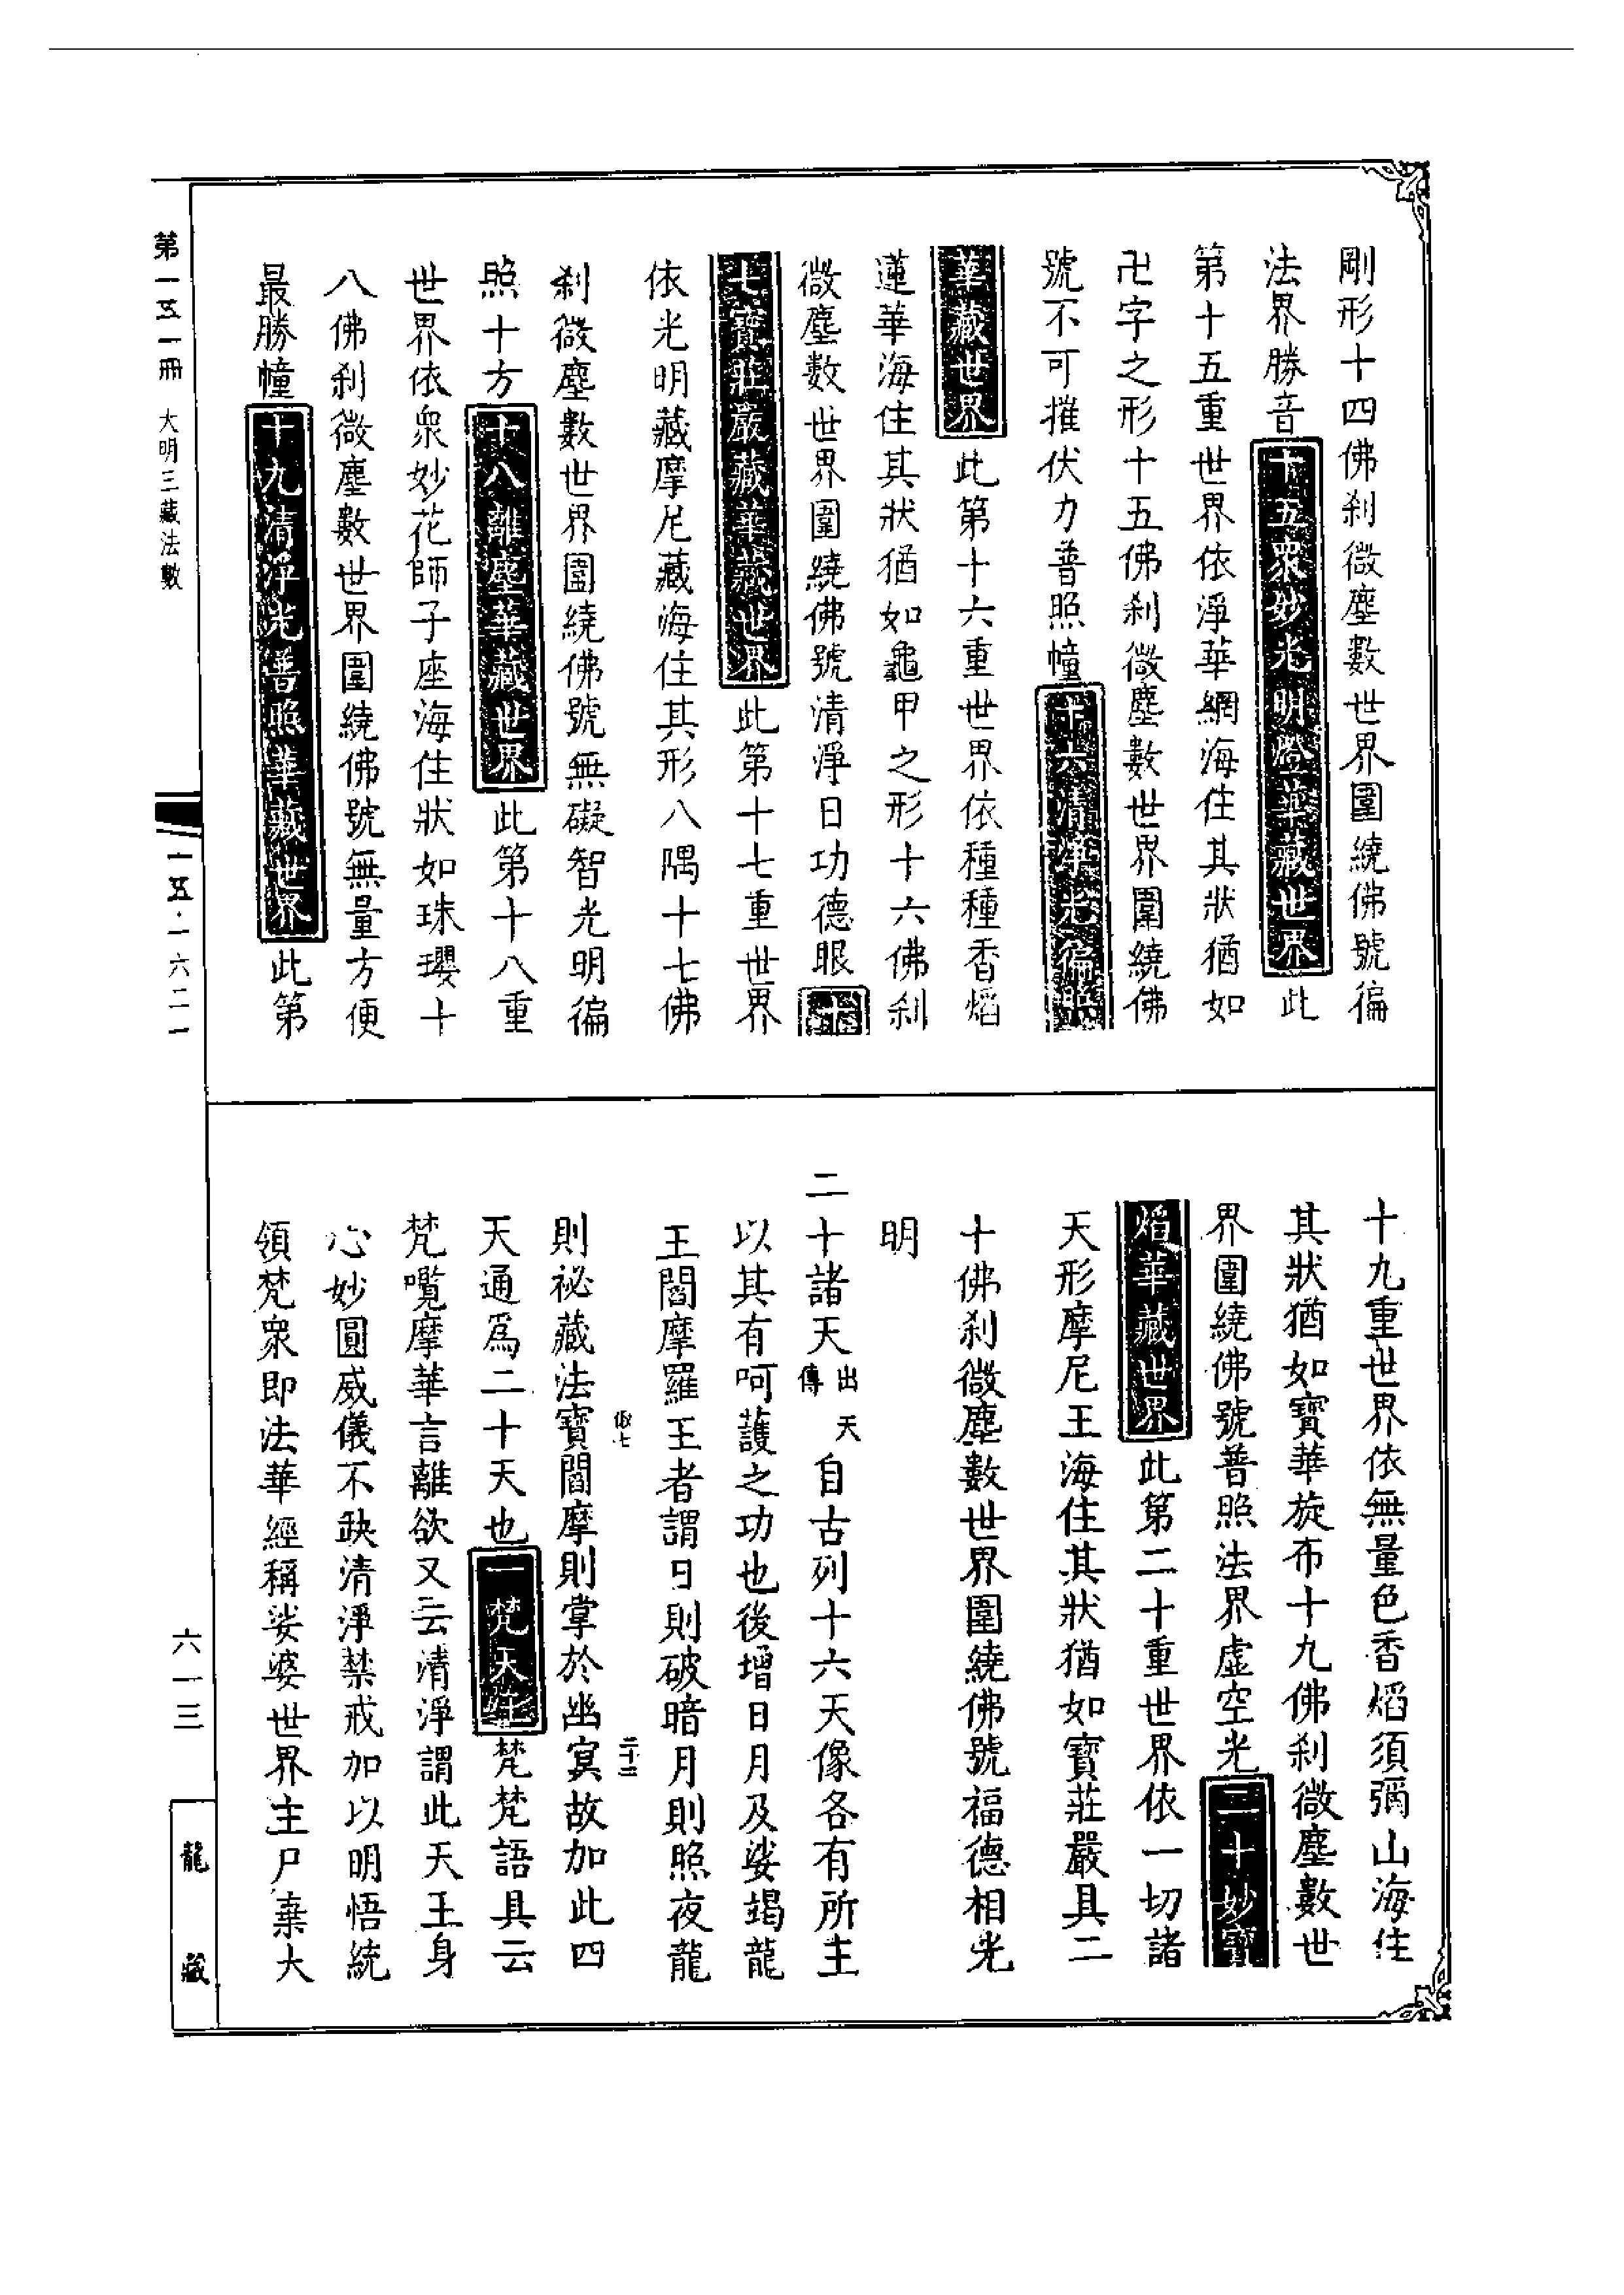 剛形十四佛刹微塵數世界圍繞佛號徧
法界勝音十五衆妙光明燈華藏世界此
第十五重世界依淨華網海住其狀猶如
卍字之形十五佛刹微塵數世界圍繞佛
號不可摧伏力普照幢十六清淨光徧照
華藏世界此第十六重世界依種種香焰
蓮華海住其狀猶如龜甲之形十六佛刹
微塵數世界圍繞佛號清淨日功德眼十
七寶莊嚴藏華藏世界此第十七重世界
依光明藏摩尼藏海住其形八隅十七佛
刹微塵數世界圍繞佛號無礙智光明徧
照十方十八離塵華藏世界此第十八重
世界依衆妙花師子座海住狀如珠瓔十
八佛刹微塵數世界圍繞佛號無量方便
最勝幢十九清淨光普照華藏世界此第
十九重世界依無量色香焰須彌山海住
其狀猶如寶華旋布十九佛刹微塵數世
界圍繞佛號普照法界虛空光二十妙寶
焰華藏世界此第二十重世界依一切諸
天形摩尼王海住其狀猶如寶莊嚴具二
十佛刹微塵數世界圍繞佛號福德相光
明
二十諸天出天傳自古列十六天像各有所主
以其有呵護之功也後增日月及娑竭龍
王閻摩羅王者謂日則破暗月則照夜龍
則祕藏法寶閻摩則掌於幽冥故加此四
天通爲二十天也一梵天王梵梵語具云
梵嚂摩華言離欲又云清淨謂此天王身
心妙圓威儀不缺清淨禁戒加以明悟統
領梵衆即法華經稱娑婆世界主尸棄大
第一五一冊 大明三藏法數
一五·一六二一
六一三
龍藏